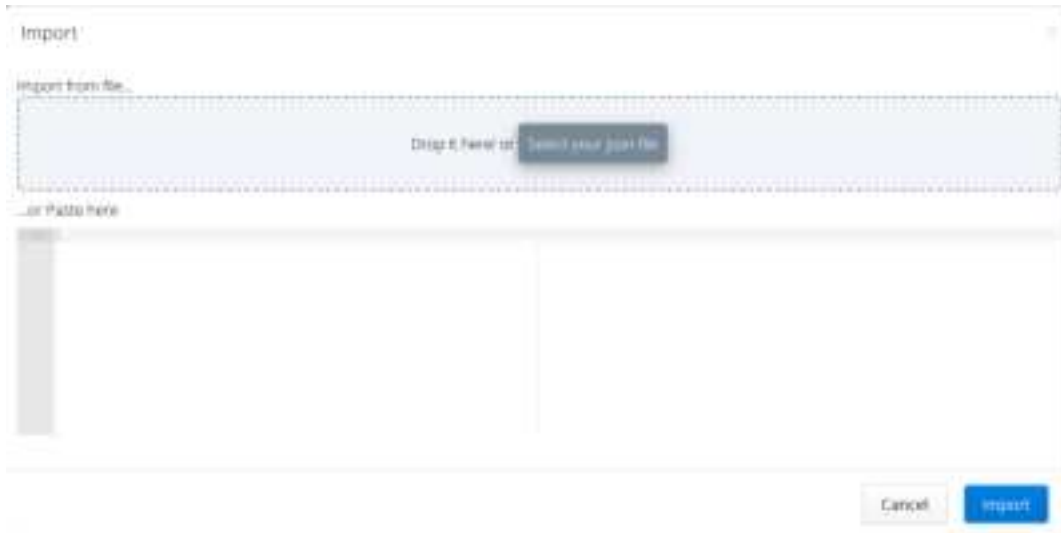 Import
Import from file...
Drop it here! or Select your json file
...or Paste here
Cancel Import